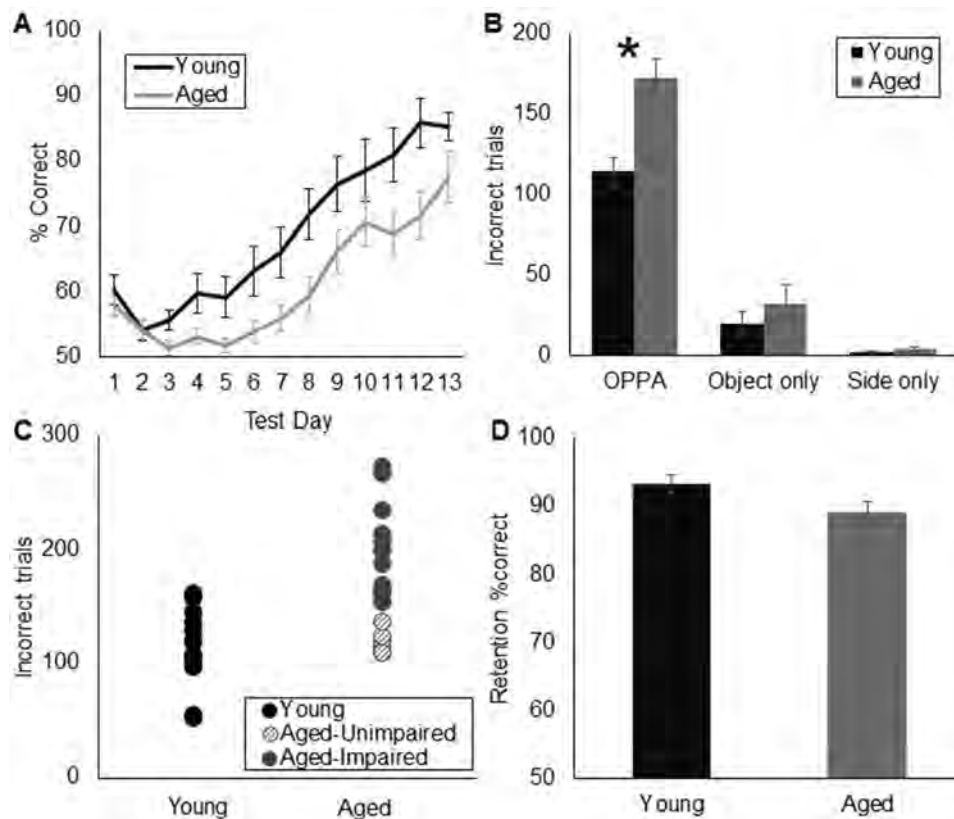 A
100
90
80
70
60
50
% Correct
Young
Aged
1 2 3 4 5 6 7 8 9 10 11 12 13
Test Day
B
200
150
100
50
0
Incorrect trials
*
Young
Aged
OPPA Object only Side only
C
300
200
100
0
Incorrect trials
Young
Aged-Unimpaired
Aged-Impaired
Young Aged
D
100
90
80
70
60
50
Retention %correct
Young Aged